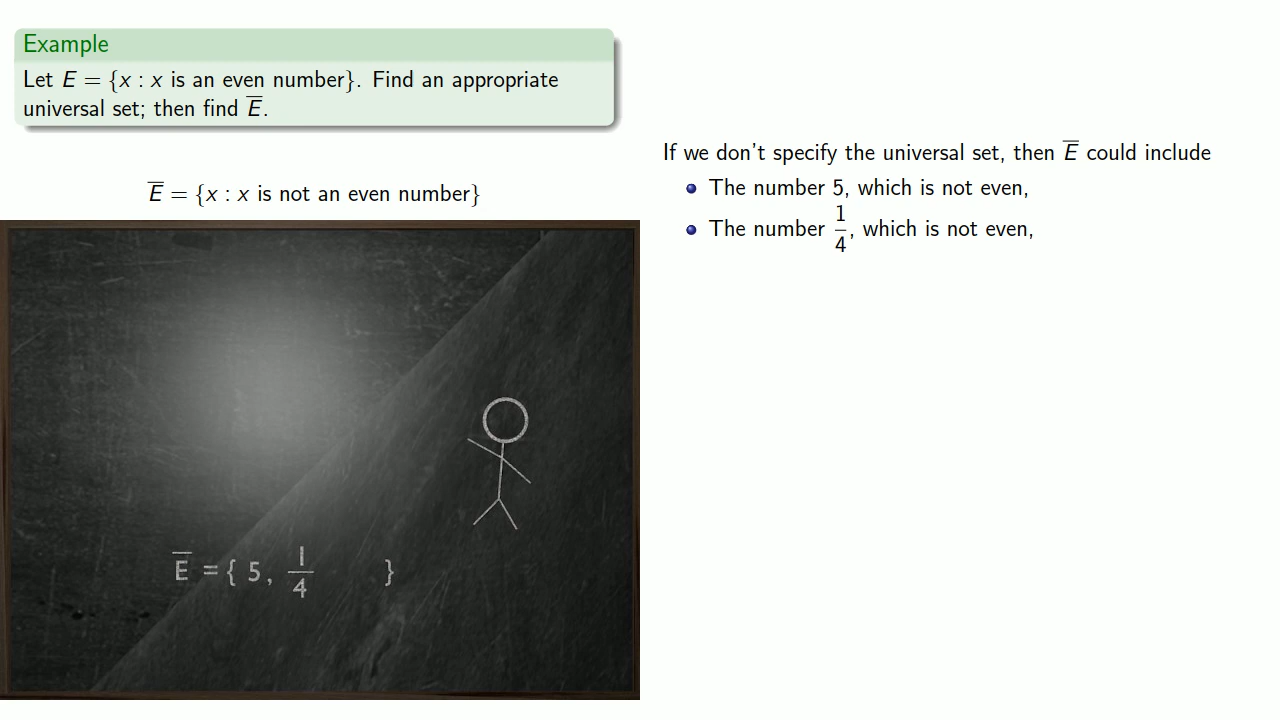 Example
Let E = {x : x is an even number}. Find an appropriate
universal set; then find E̅.
E̅ = {x : x is not an even number}
If we don't specify the universal set, then E̅ could include
The number 5, which is not even,
The number 1/4, which is not even,
E̅ = { 5, 1/4 }